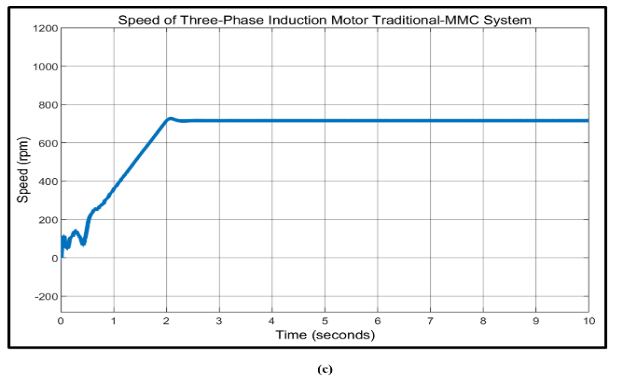 Speed of Three-Phase Induction Motor Traditional-MMC System
1200
1000
800
600
400
200
0
-200
Speed (rpm)
0 1 2 3 4 5 6 7 8 9 10
Time (seconds)
(c)